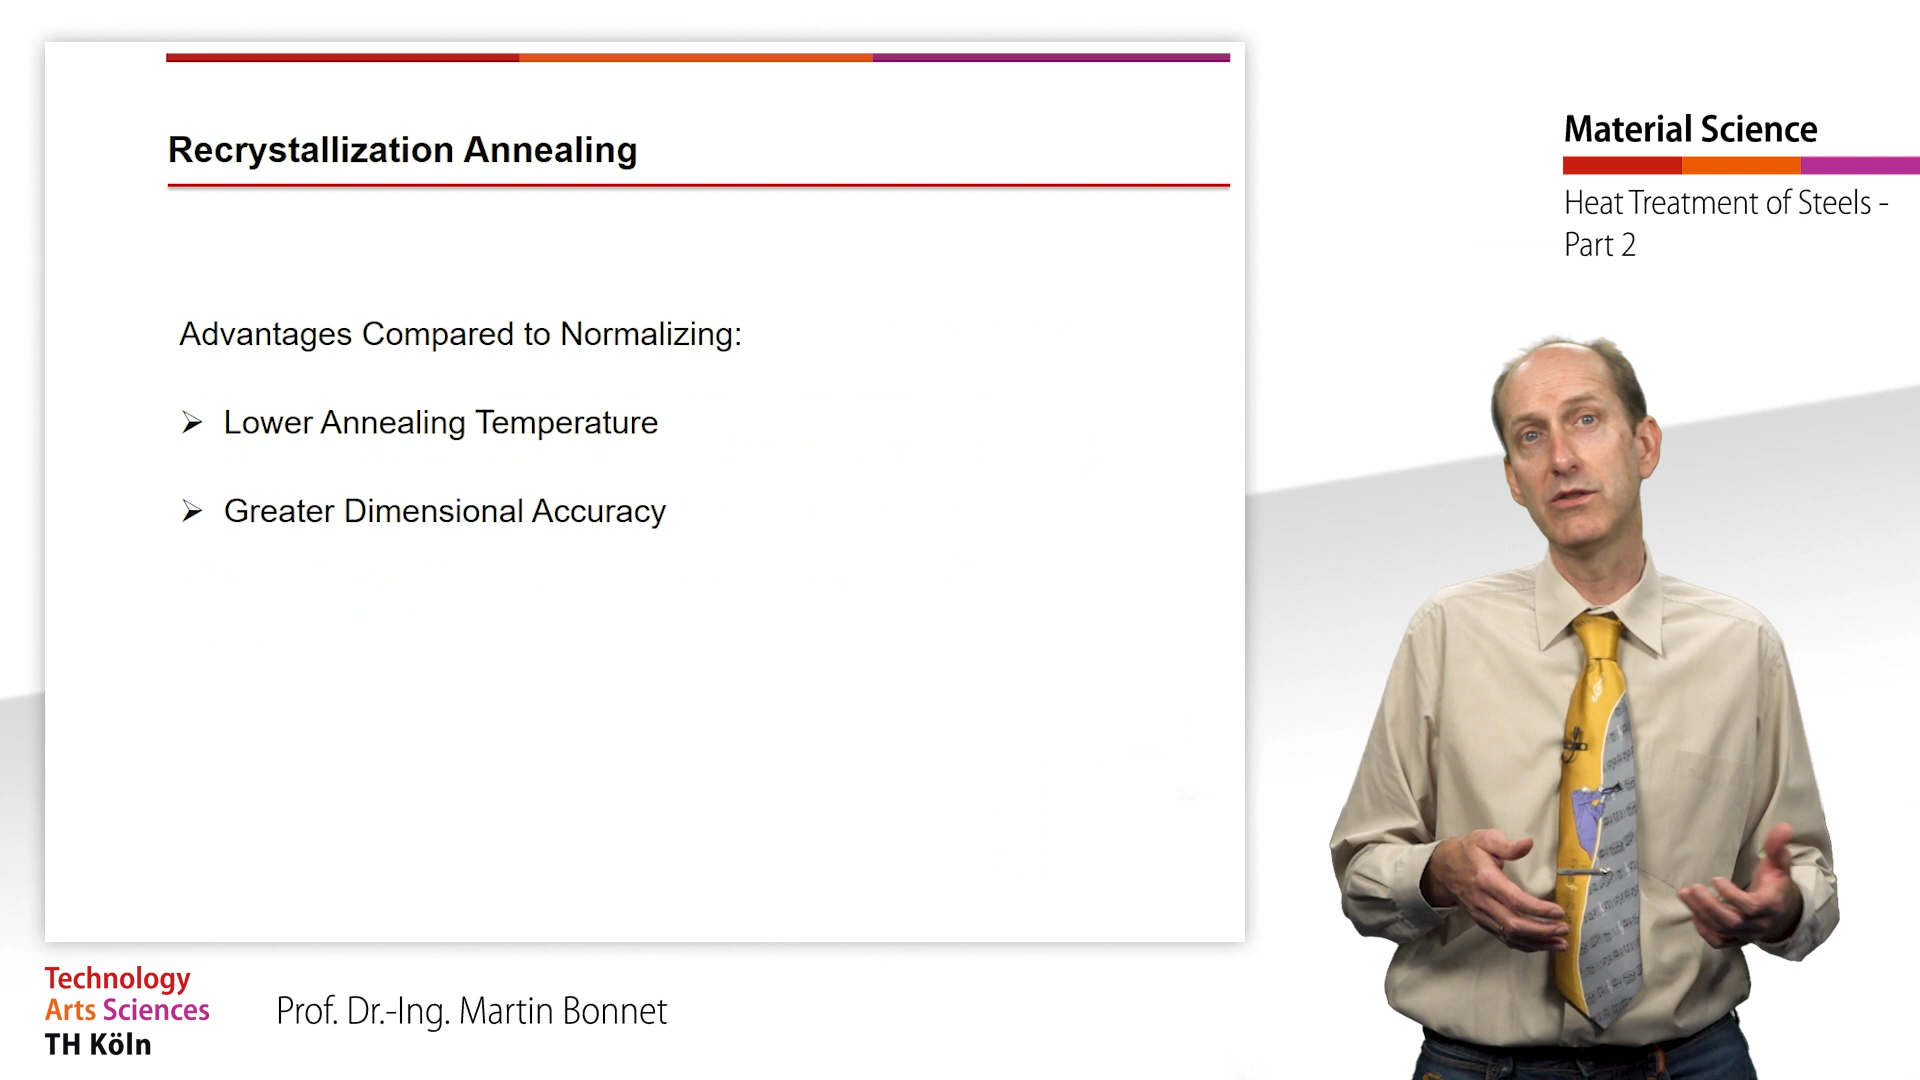 Recrystallization Annealing
Advantages Compared to Normalizing:
Lower Annealing Temperature
Greater Dimensional Accuracy
Material Science
Heat Treatment of Steels -
Part 2
Technology
Arts Sciences
TH Köln
Prof. Dr.-Ing. Martin Bonnet